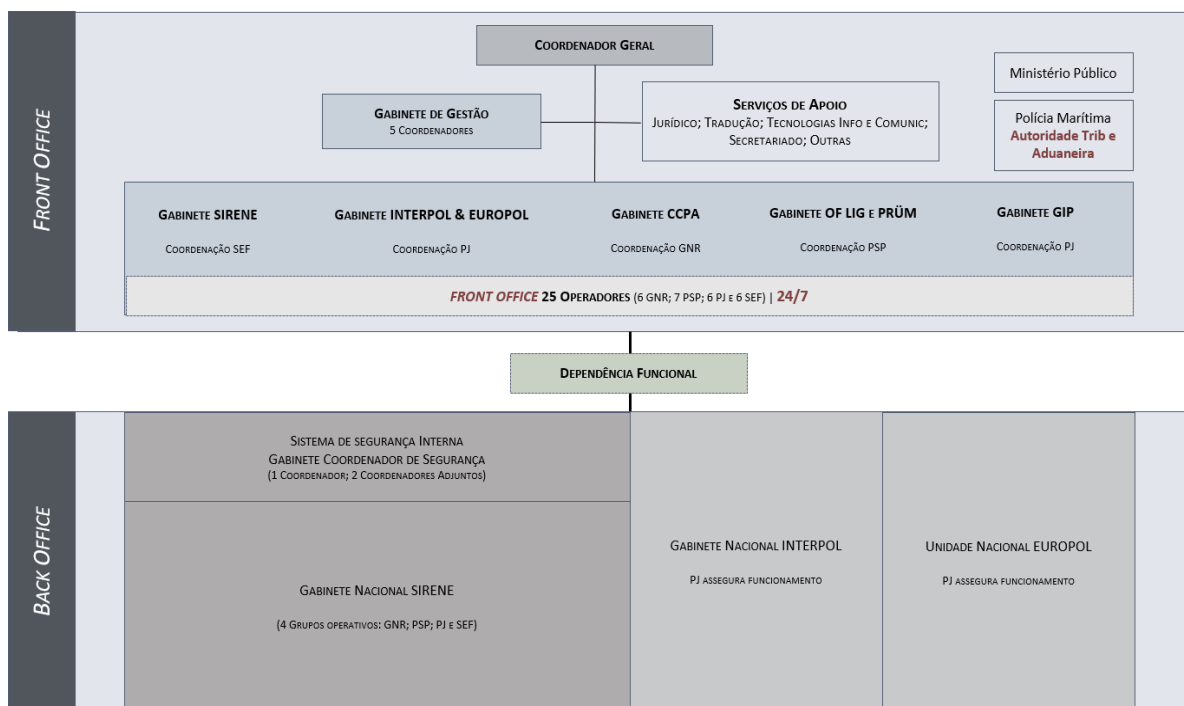 FRONT OFFICE
COORDENADOR GERAL
GABINETE DE GESTÃO
5 COORDENADORES
SERVIÇOS DE APOIO
JURÍDICO; TRADUÇÃO; TECNOLOGIAS INFO E COMUNIC;
SECRETARIADO; OUTRAS
Ministério Público
Polícia Marítima
Autoridade Trib e
Aduaneira
GABINETE SIRENE
COORDENAÇÃO SEF
GABINETE INTERPOL & EUROPOL
COORDENAÇÃO PJ
GABINETE CCPA
COORDENAÇÃO GNR
GABINETE OF LIG E PRÜM
COORDENAÇÃO PSP
GABINETE GIP
COORDENAÇÃO PJ
FRONT OFFICE 25 OPERADORES (6 GNR; 7 PSP; 6 PJ E 6 SEF) | 24/7
DEPENDÊNCIA FUNCIONAL
BACK OFFICE
SISTEMA DE SEGURANÇA INTERNA
GABINETE COORDENADOR DE SEGURANÇA
(1 COORDENADOR; 2 COORDENADORES ADJUNTOS)
GABINETE NACIONAL SIRENE
(4 GRUPOS OPERATIVOS: GNR; PSP; PJ E SEF)
GABINETE NACIONAL INTERPOL
PJ ASSEGURA FUNCIONAMENTO
UNIDADE NACIONAL EUROPOL
PJ ASSEGURA FUNCIONAMENTO